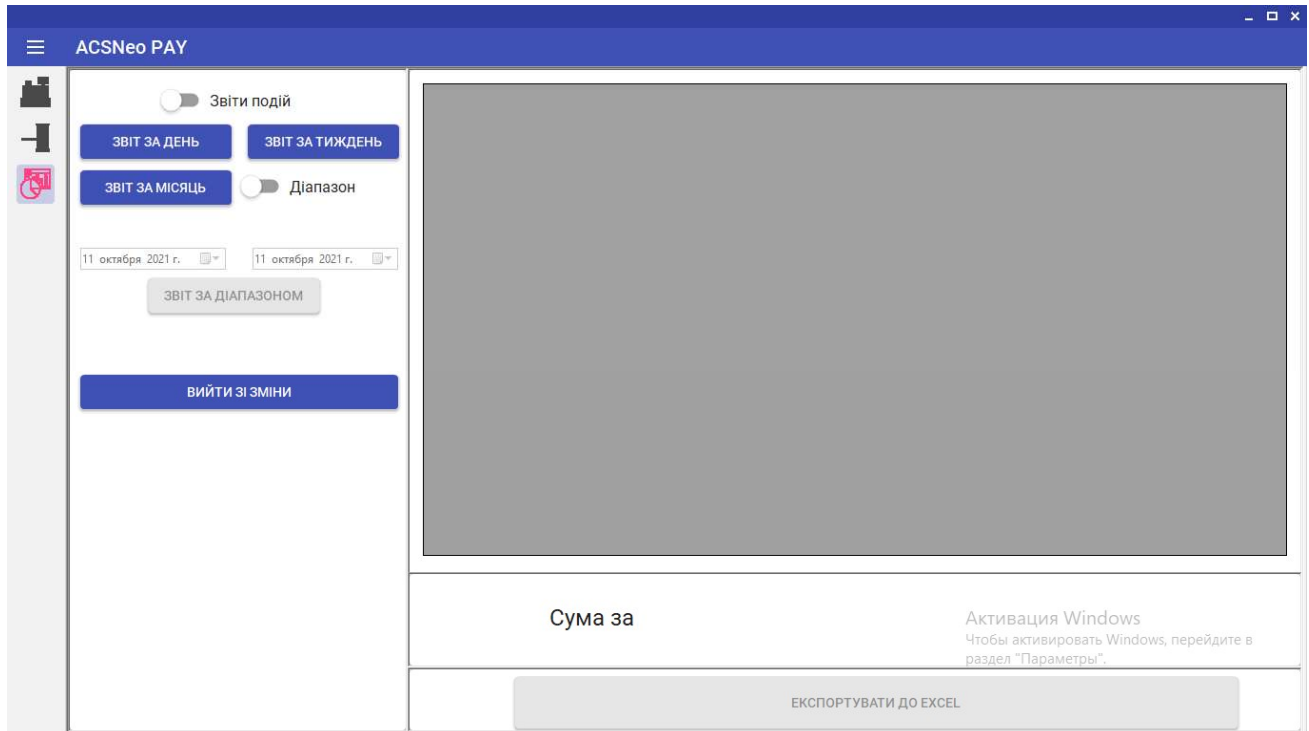 ACSNeo PAY
Звіти подій
ЗВІТ ЗА ДЕНЬ
ЗВІТ ЗА ТИЖДЕНЬ
ЗВІТ ЗА МІСЯЦЬ
Діапазон
11 октября 2021 г.
11 октября 2021 г.
ЗВІТ ЗА ДІАПАЗОНОМ
ВИЙТИ ЗІ ЗМІНИ
Сума за
Активация Windows
Чтобы активировать Windows, перейдите в
раздел "Параметры".
ЕКСПОРТУВАТИ ДО EXCEL